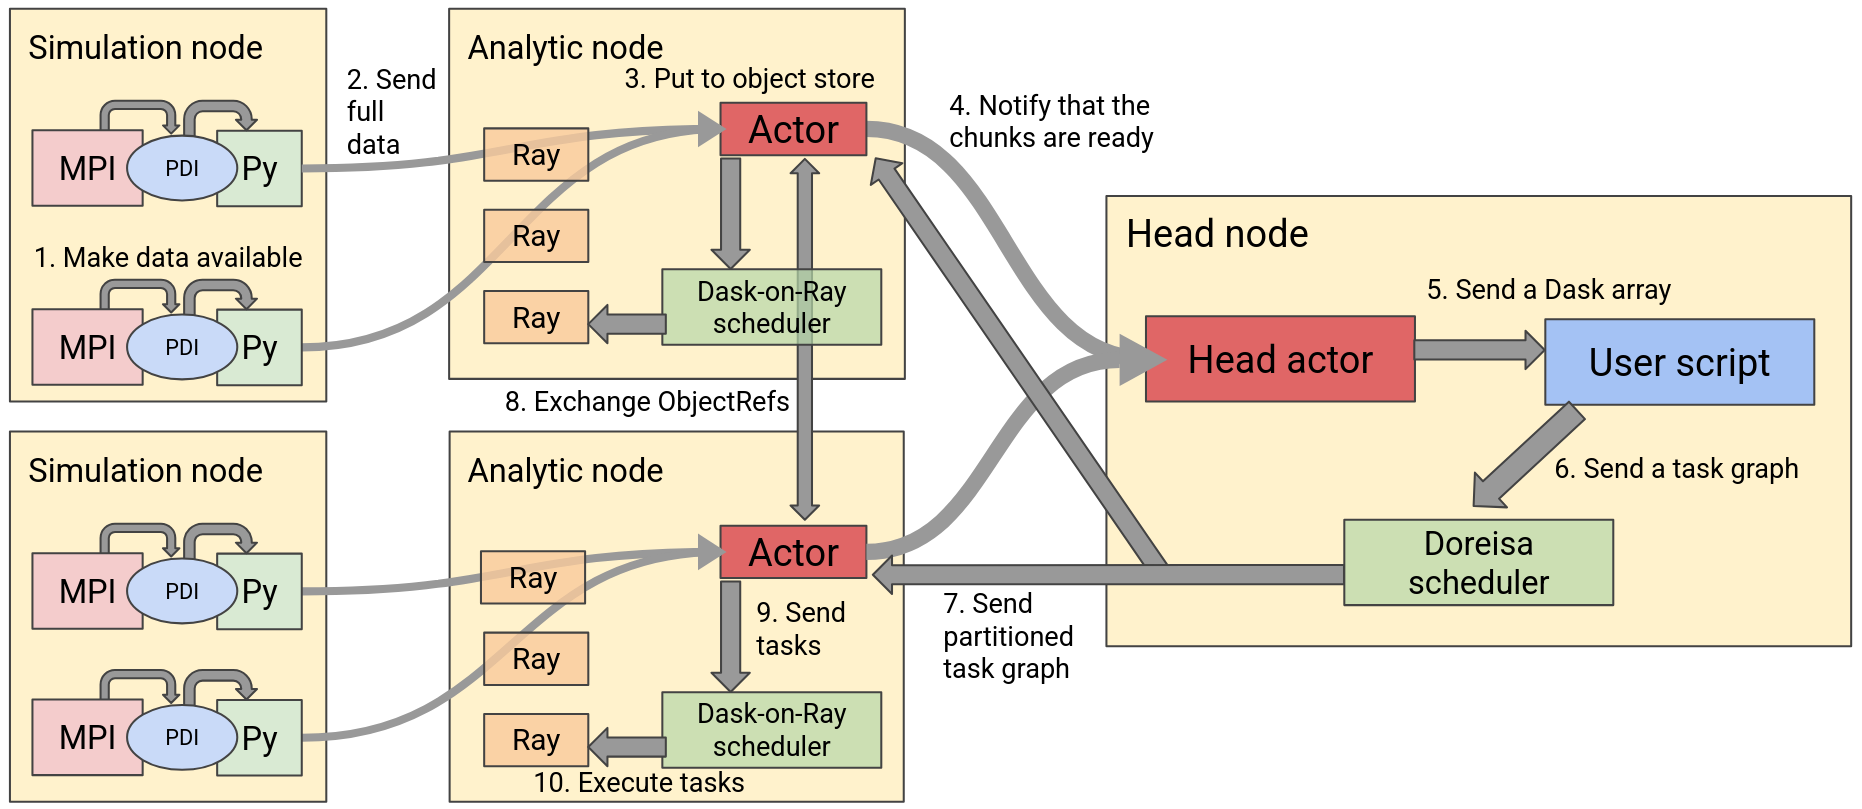 Simulation node
MPI
PDI
Py
1. Make data available
MPI
PDI
Py
2. Send
full
data
Analytic node
3. Put to object store
Actor
Ray
Ray
Ray
Dask-on-Ray
scheduler
4. Notify that the
chunks are ready
Head node
5. Send a Dask array
Head actor
User script
6. Send a task graph
Doreisa
scheduler
7. Send
partitioned
task graph
8. Exchange ObjectRefs
Simulation node
MPI
PDI
Py
MPI
PDI
Py
Analytic node
Actor
Ray
Ray
Ray
9. Send
tasks
Dask-on-Ray
scheduler
10. Execute tasks